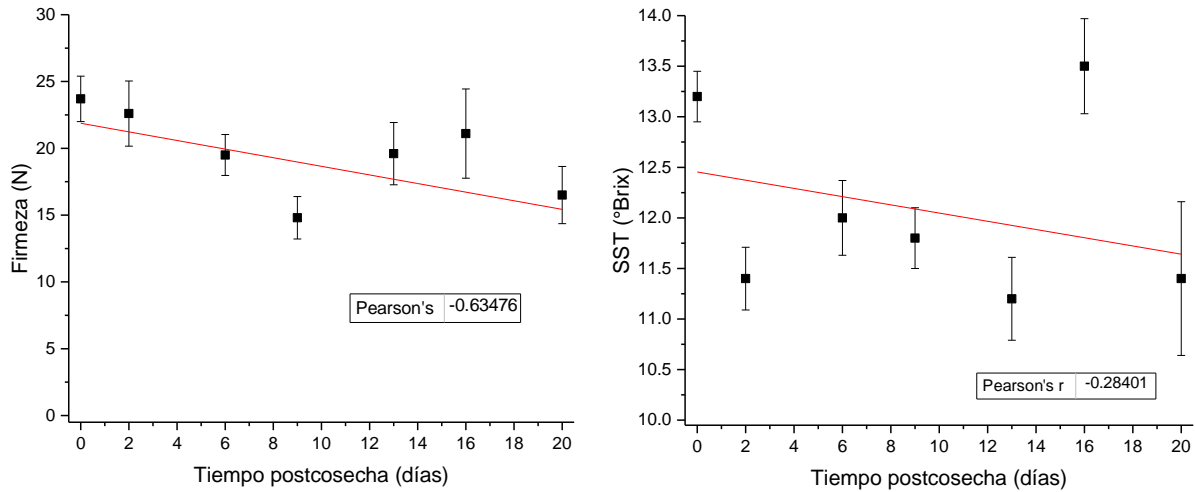 30
25
20
15
10
5
0
Firmeza (N)
Pearson's -0.63476
0 2 4 6 8 10 12 14 16 18 20
Tiempo postcosecha (días)
14.0
13.5
13.0
12.5
12.0
11.5
11.0
10.5
10.0
SST (°Brix)
Pearson's r -0.28401
0 2 4 6 8 10 12 14 16 18 20
Tiempo postcosecha (días)